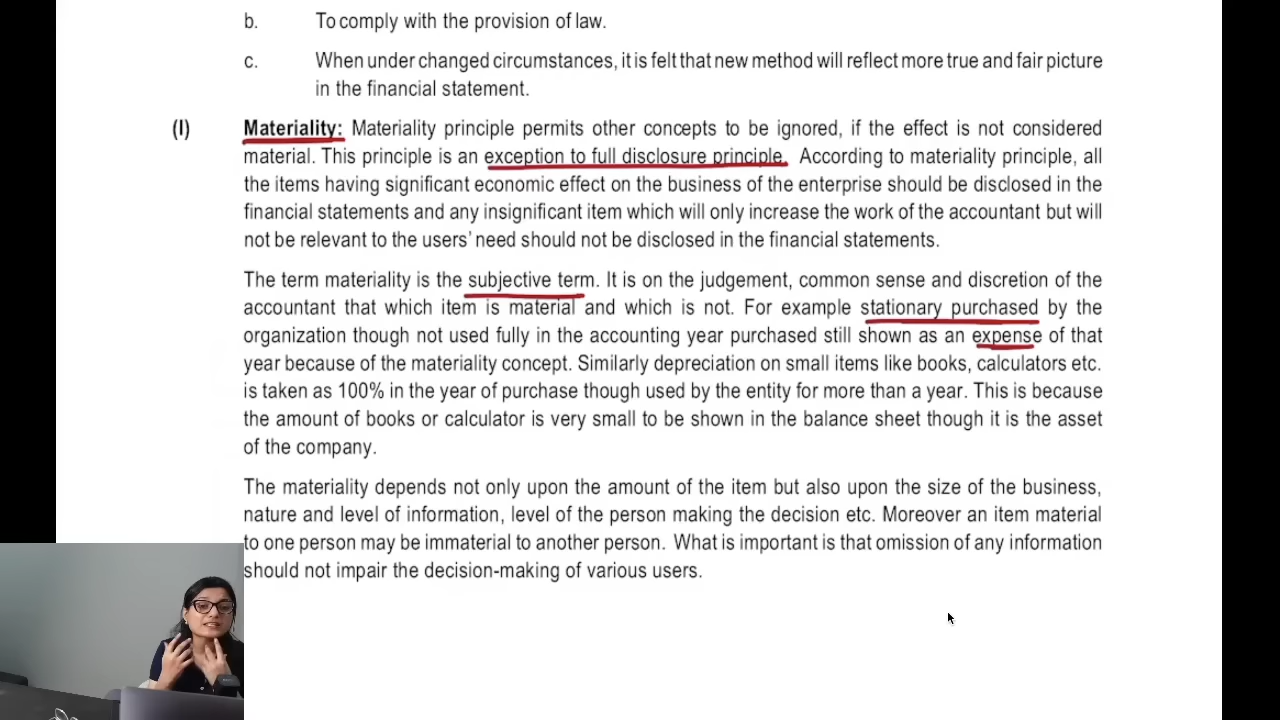 b. To comply with the provision of law.
c. When under changed circumstances, it is felt that new method will reflect more true and fair picture
in the financial statement.
(l) Materiality: Materiality principle permits other concepts to be ignored, if the effect is not considered
material. This principle is an exception to full disclosure principle. According to materiality principle, all
the items having significant economic effect on the business of the enterprise should be disclosed in the
financial statements and any insignificant item which will only increase the work of the accountant but will
not be relevant to the users' need should not be disclosed in the financial statements.
The term materiality is the subjective term. It is on the judgement, common sense and discretion of the
accountant that which item is material and which is not. For example stationary purchased by the
organization though not used fully in the accounting year purchased still shown as an expense of that
year because of the materiality concept. Similarly depreciation on small items like books, calculators etc.
is taken as 100% in the year of purchase though used by the entity for more than a year. This is because
the amount of books or calculator is very small to be shown in the balance sheet though it is the asset
of the company.
The materiality depends not only upon the amount of the item but also upon the size of the business,
nature and level of information, level of the person making the decision etc. Moreover an item material
to one person may be immaterial to another person. What is important is that omission of any information
should not impair the decision-making of various users.